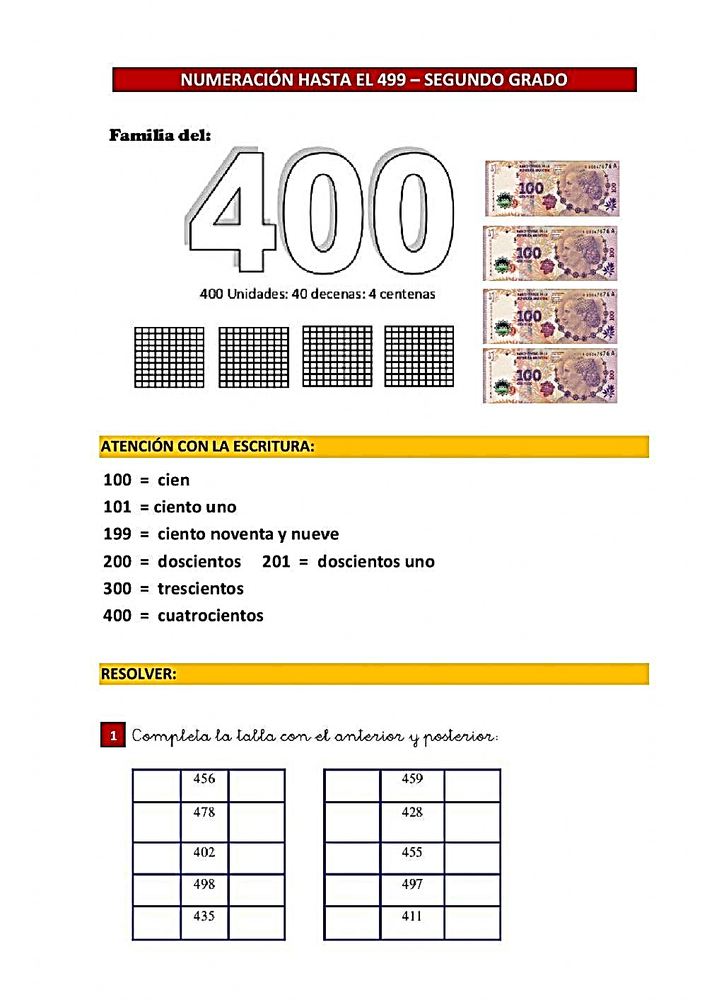 NUMERACIÓN HASTA EL 499 – SEGUNDO GRADO
Familia del:
400
400 Unidades: 40 decenas: 4 centenas
100
100
100
100
ATENCIÓN CON LA ESCRITURA:
100 = cien
101 = ciento uno
199 = ciento noventa y nueve
200 = doscientos 201 = doscientos uno
300 = trescientos
400 = cuatrocientos
RESOLVER:
1 Completa la tabla con el anterior y posterior:
456 459
478 428
402 455
498 497
435 411